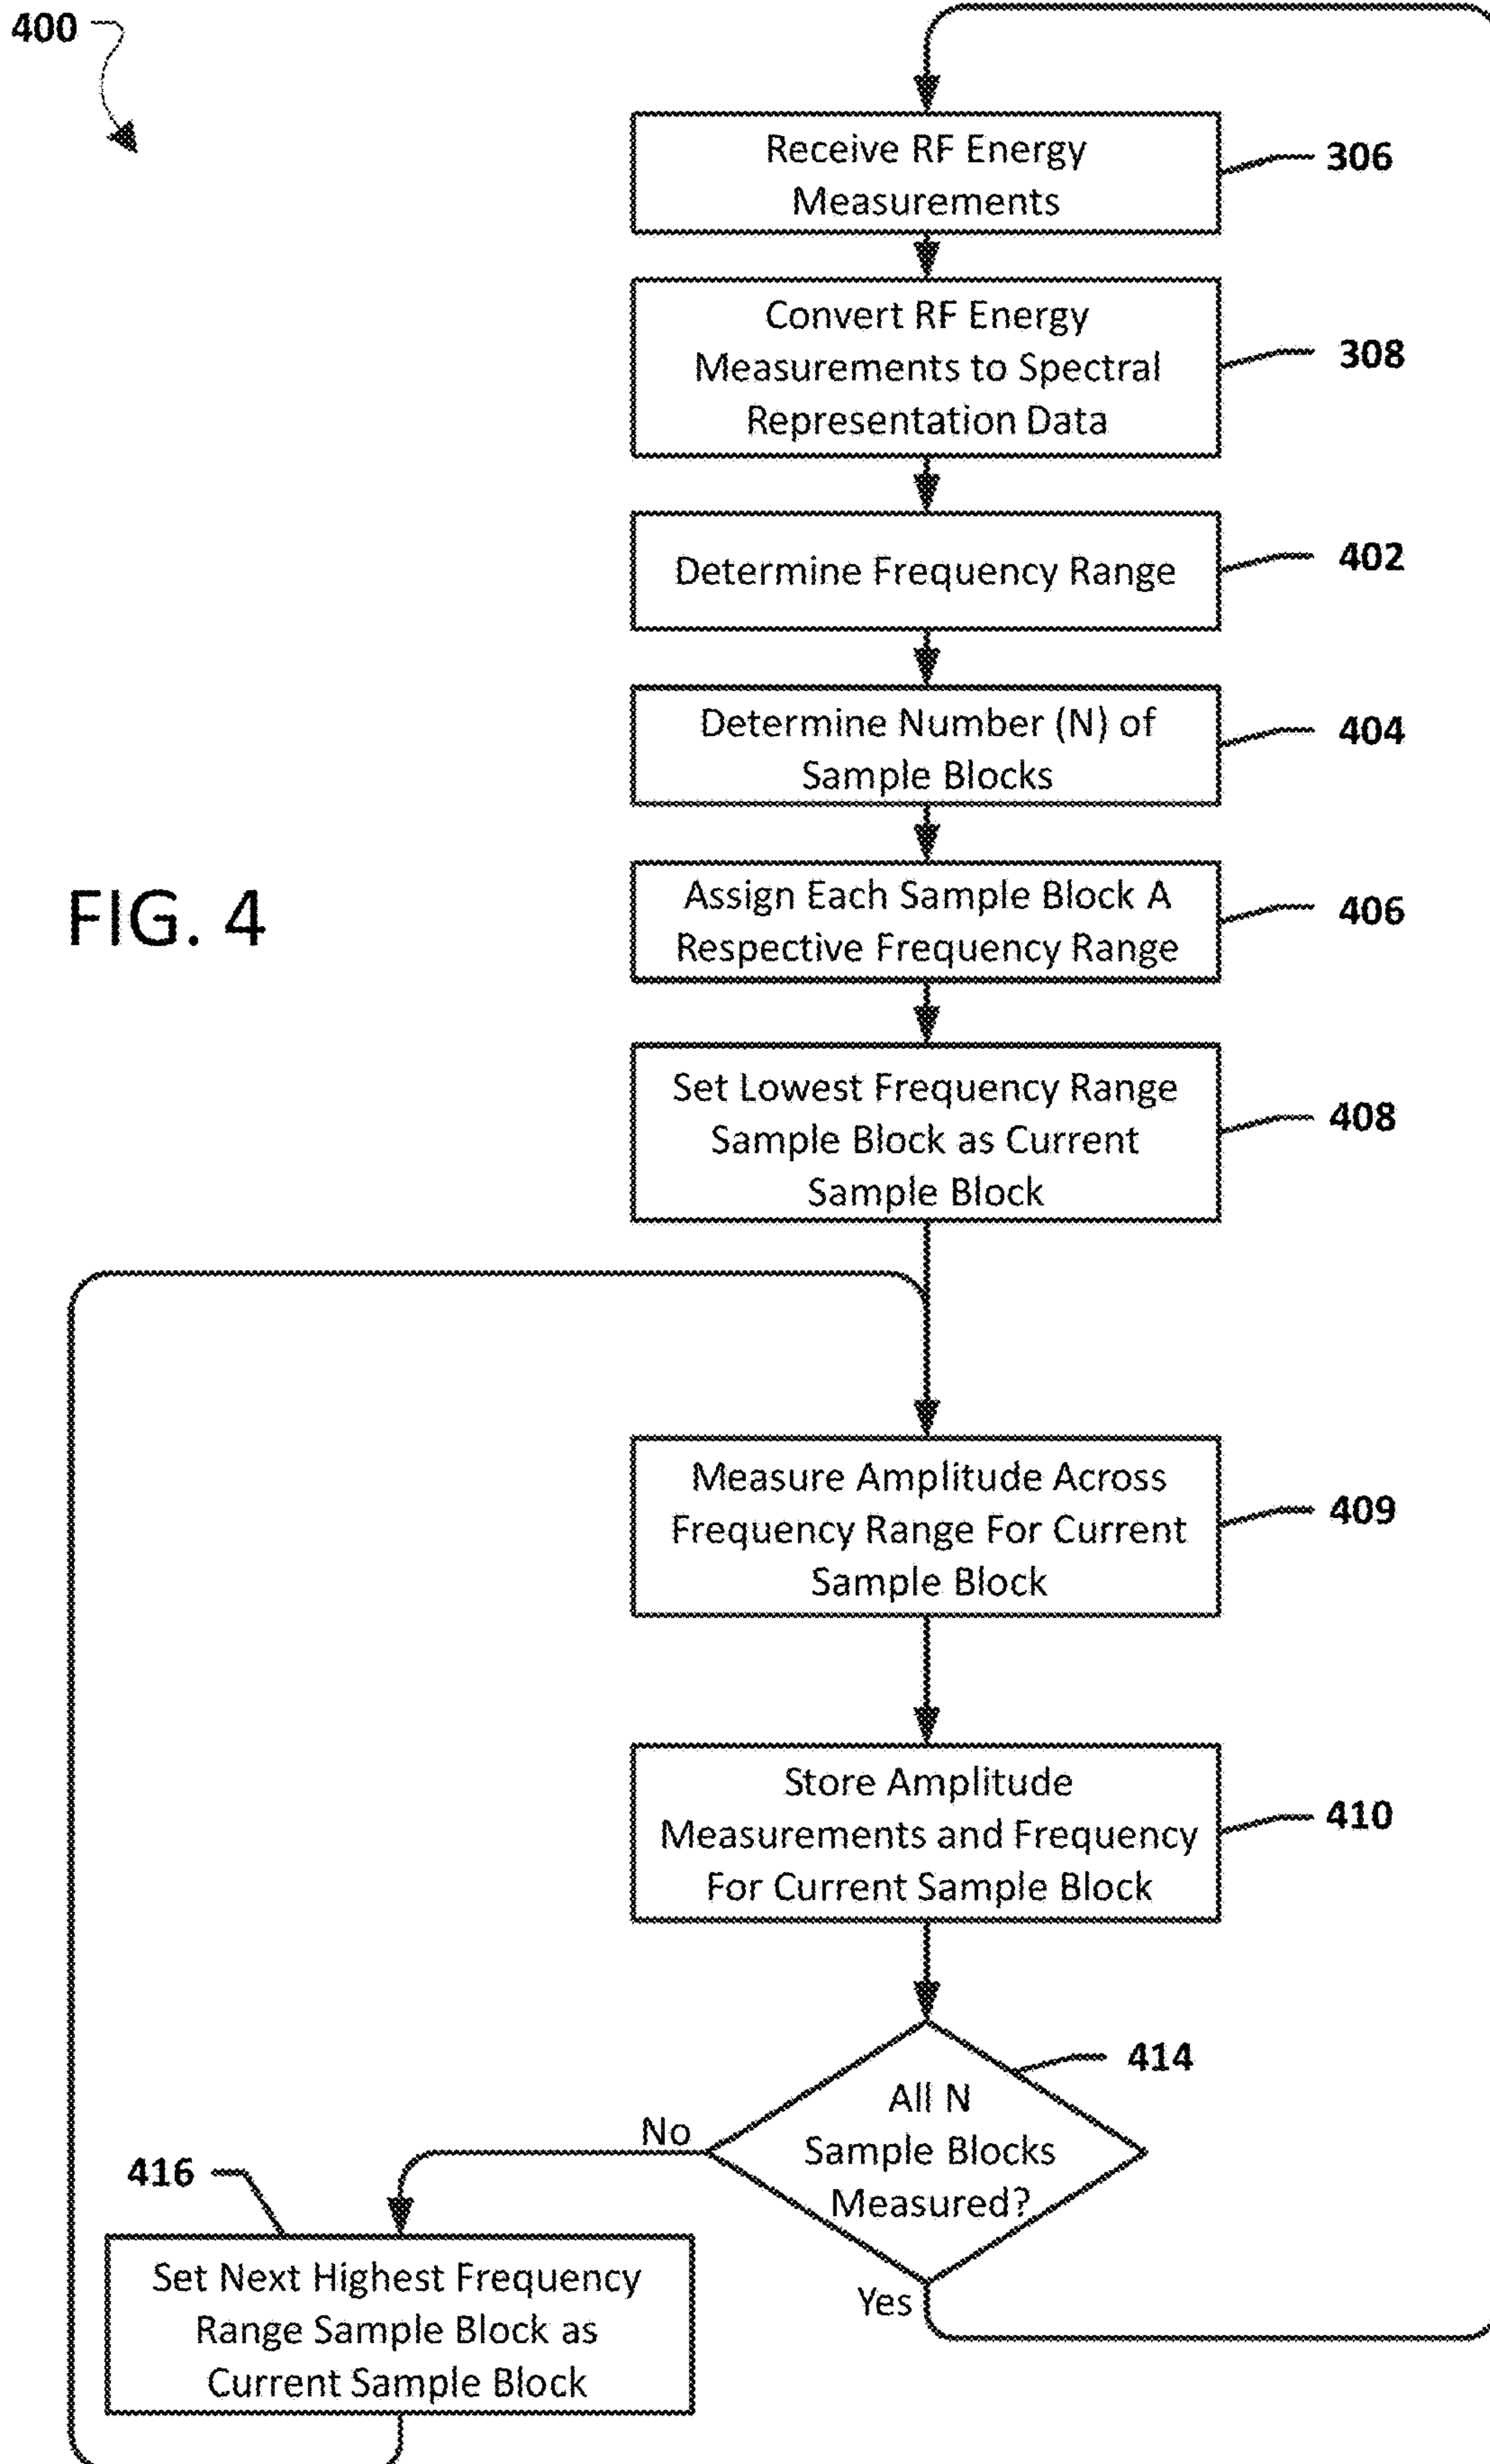 400
Receive RF Energy
Measurements
306
Convert RF Energy
Measurements to Spectral
Representation Data
308
Determine Frequency Range
402
Determine Number (N) of
Sample Blocks
404
FIG. 4
Assign Each Sample Block A
Respective Frequency Range
406
Set Lowest Frequency Range
Sample Block as Current
Sample Block
408
Measure Amplitude Across
Frequency Range For Current
Sample Block
409
Store Amplitude
Measurements and Frequency
For Current Sample Block
410
All N
Sample Blocks
Measured?
414
No
Yes
416
Set Next Highest Frequency
Range Sample Block as
Current Sample Block